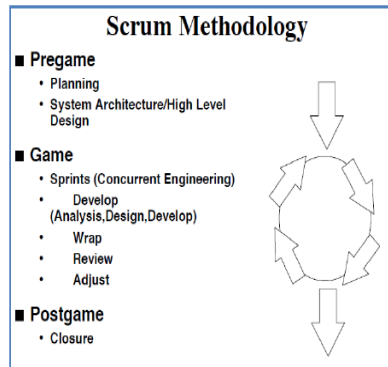 Scrum Methodology
■ Pregame
• Planning
• System Architecture/High Level
Design
■ Game
• Sprints (Concurrent Engineering)
• Develop
(Analysis,Design,Develop)
• Wrap
• Review
• Adjust
■ Postgame
• Closure